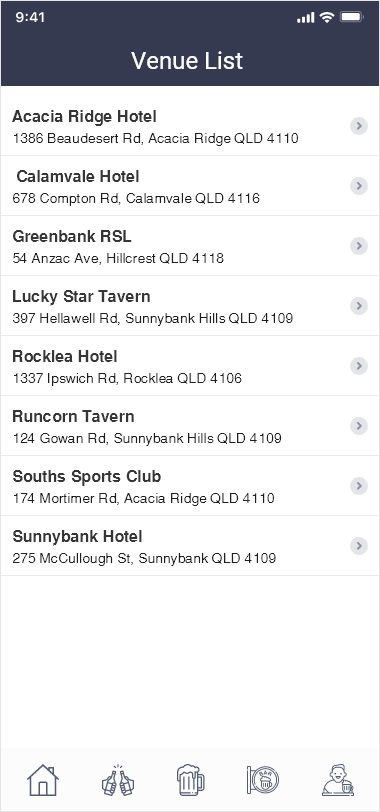 9:41
Venue List
Acacia Ridge Hotel
1386 Beaudesert Rd, Acacia Ridge QLD 4110
Calamvale Hotel
678 Compton Rd, Calamvale QLD 4116
Greenbank RSL
54 Anzac Ave, Hillcrest QLD 4118
Lucky Star Tavern
397 Hellawell Rd, Sunnybank Hills QLD 4109
Rocklea Hotel
1337 Ipswich Rd, Rocklea QLD 4106
Runcorn Tavern
124 Gowan Rd, Sunnybank Hills QLD 4109
Souths Sports Club
174 Mortimer Rd, Acacia Ridge QLD 4110
Sunnybank Hotel
275 McCullough St, Sunnybank QLD 4109
BAR